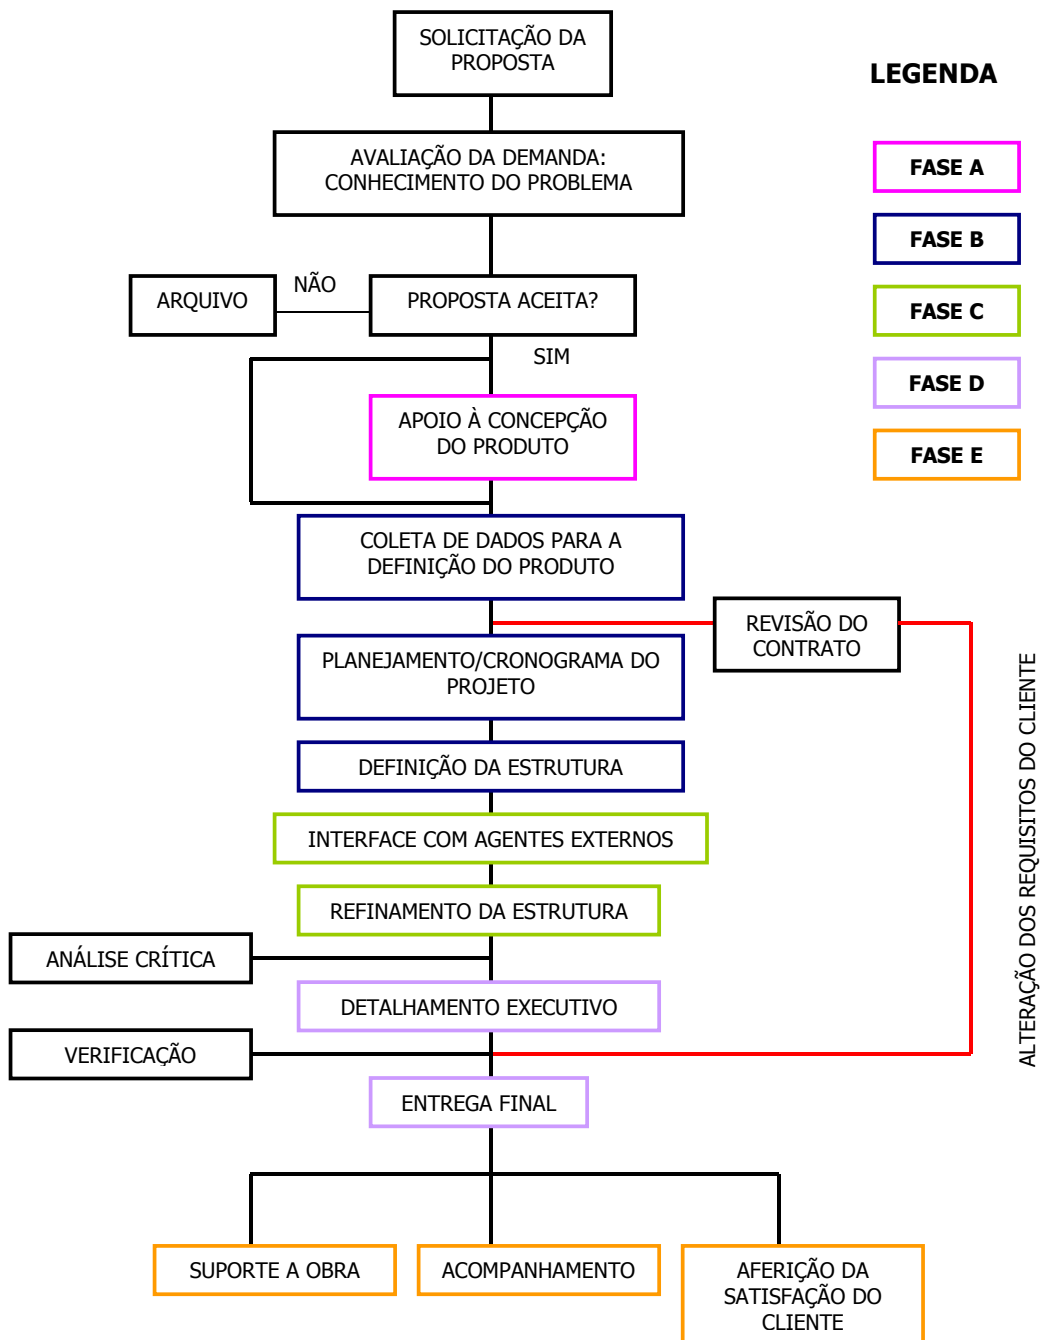 SOLICITAÇÃO DA
PROPOSTA
LEGENDA
AVALIAÇÃO DA DEMANDA:
CONHECIMENTO DO PROBLEMA
FASE A
FASE B
ARQUIVO
NÃO
PROPOSTA ACEITA?
FASE C
SIM
FASE D
APOIO À CONCEPÇÃO
DO PRODUTO
FASE E
COLETA DE DADOS PARA A
DEFINIÇÃO DO PRODUTO
REVISÃO DO
CONTRATO
PLANEJAMENTO/CRONOGRAMA DO
PROJETO
DEFINIÇÃO DA ESTRUTURA
INTERFACE COM AGENTES EXTERNOS
ALTERAÇÃO DOS REQUISITOS DO CLIENTE
REFINAMENTO DA ESTRUTURA
ANÁLISE CRÍTICA
DETALHAMENTO EXECUTIVO
VERIFICAÇÃO
ENTREGA FINAL
SUPORTE A OBRA
ACOMPANHAMENTO
AFERIÇÃO DA
SATISFAÇÃO DO
CLIENTE